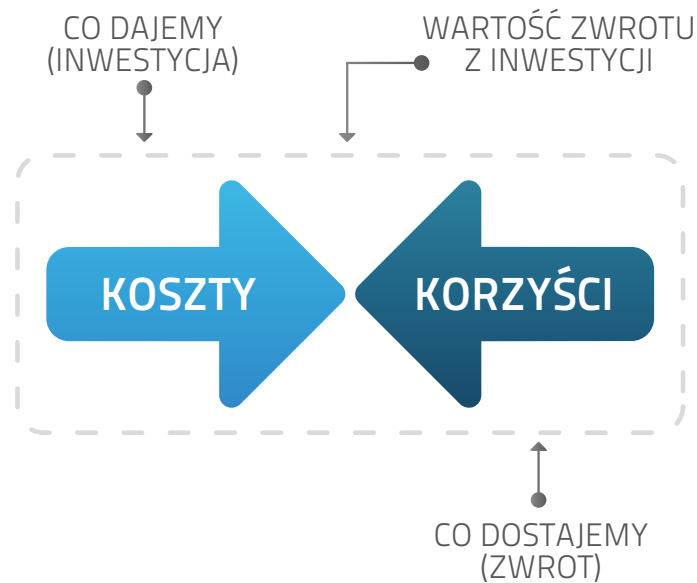 CO DAJEMY
(INWESTYCJA)
WARTOŚĆ ZWROTU
Z INWESTYCJI
KOSZTY
KORZYŚCI
CO DOSTAJEMY
(ZWROT)